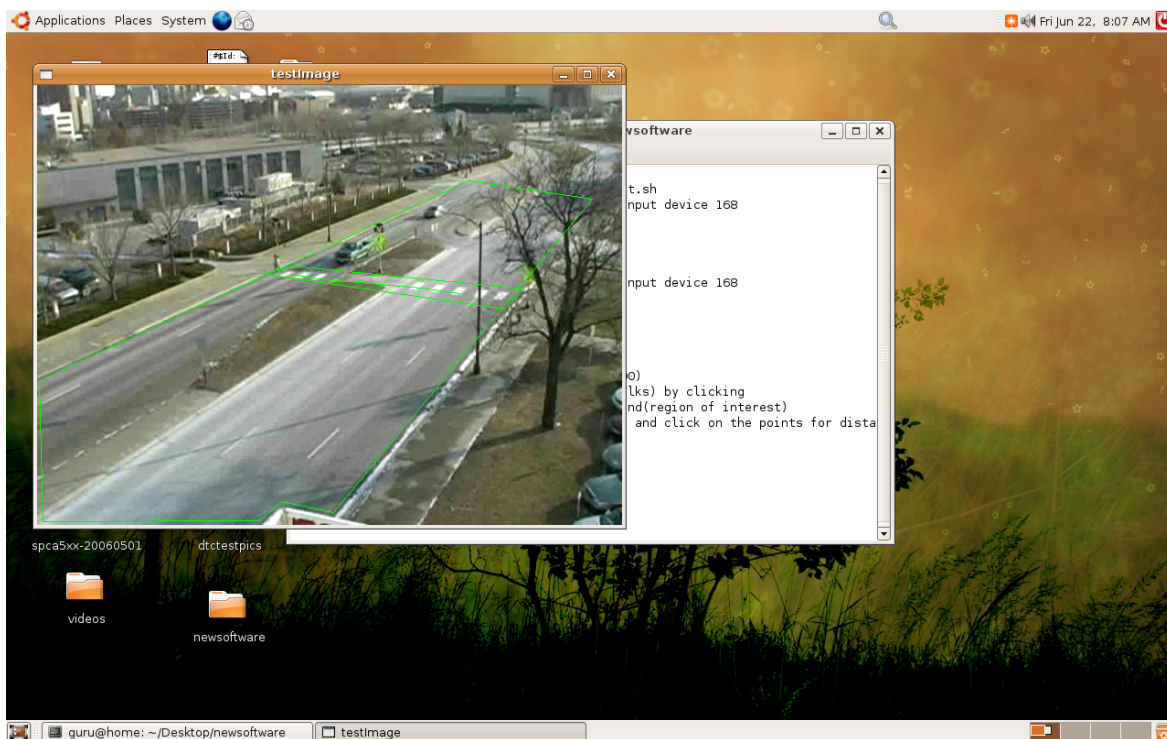 Applications Places System
Fri Jun 22, 8:07 AM
#$Id:
testImage
wsoftware
t.sh
nput device 168
nput device 168
lks) by clicking
nd(region of interest)
and click on the points for dista
spca5xx-20060501
dtctestpics
videos
newsoftware
guru@home: ~/Desktop/newsoftware
testImage